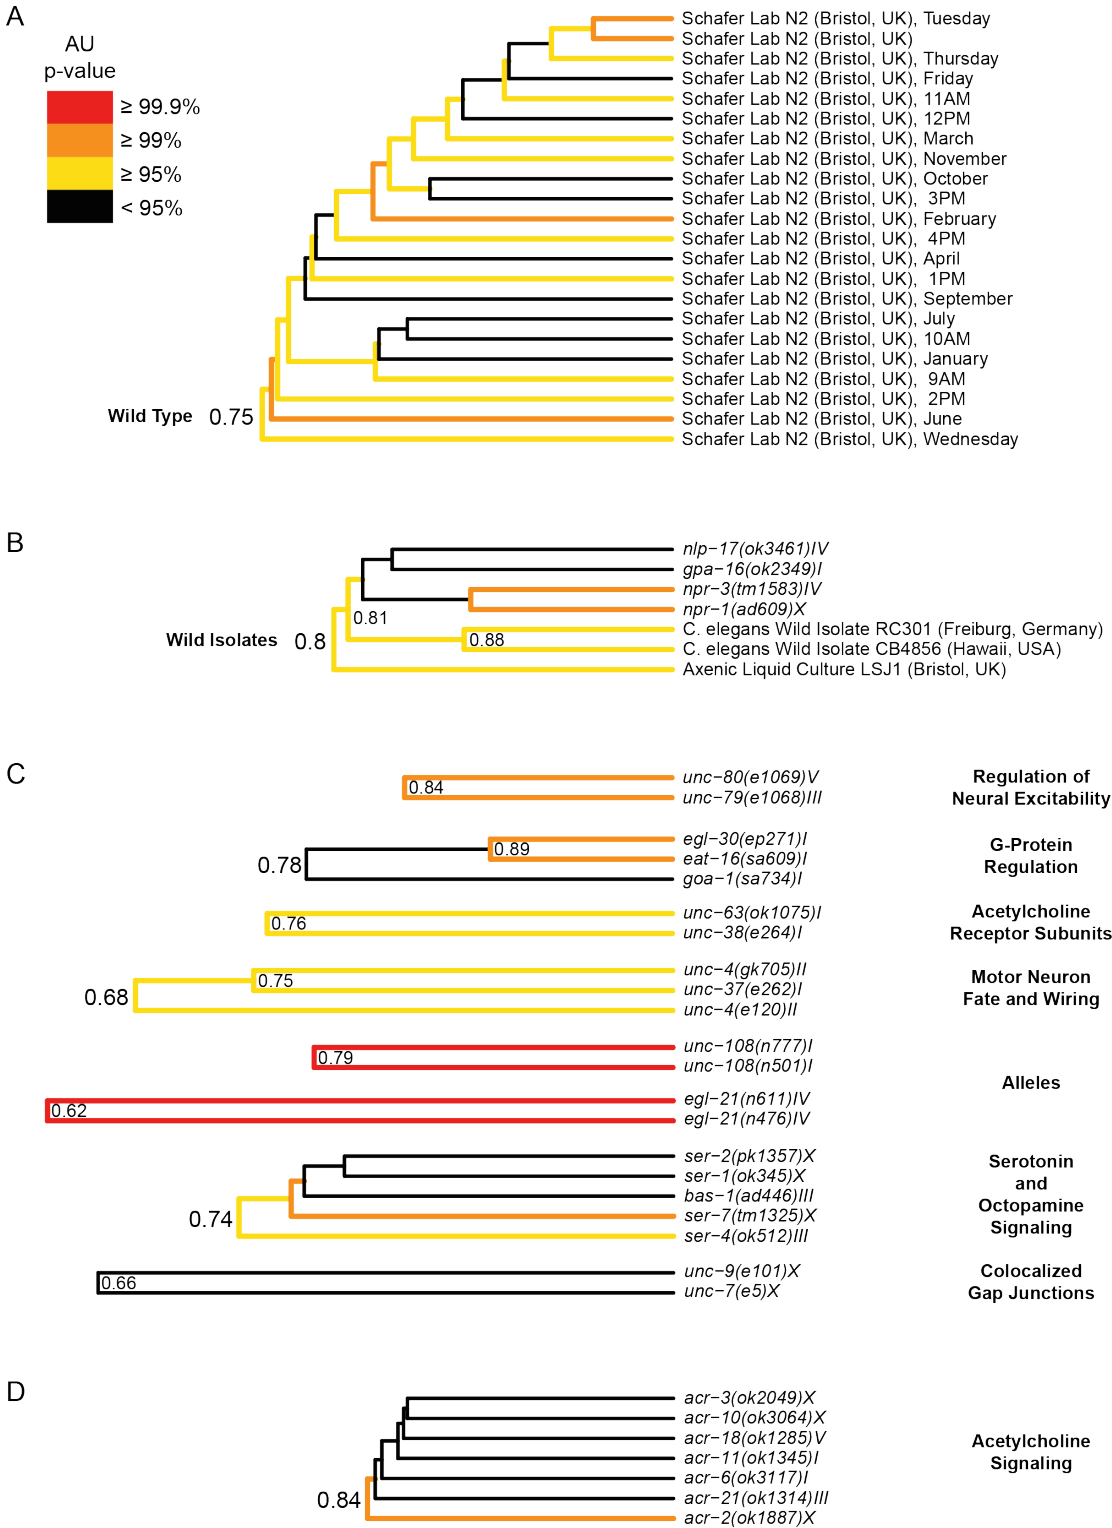 A
AU
p-value
≥ 99.9%
≥ 99%
≥ 95%
< 95%
Schafer Lab N2 (Bristol, UK), Tuesday
Schafer Lab N2 (Bristol, UK)
Schafer Lab N2 (Bristol, UK), Thursday
Schafer Lab N2 (Bristol, UK), Friday
Schafer Lab N2 (Bristol, UK), 11AM
Schafer Lab N2 (Bristol, UK), 12PM
Schafer Lab N2 (Bristol, UK), March
Schafer Lab N2 (Bristol, UK), November
Schafer Lab N2 (Bristol, UK), October
Schafer Lab N2 (Bristol, UK), 3PM
Schafer Lab N2 (Bristol, UK), February
Schafer Lab N2 (Bristol, UK), 4PM
Schafer Lab N2 (Bristol, UK), April
Schafer Lab N2 (Bristol, UK), 1PM
Schafer Lab N2 (Bristol, UK), September
Schafer Lab N2 (Bristol, UK), July
Schafer Lab N2 (Bristol, UK), 10AM
Schafer Lab N2 (Bristol, UK), January
Schafer Lab N2 (Bristol, UK), 9AM
Schafer Lab N2 (Bristol, UK), 2PM
Schafer Lab N2 (Bristol, UK), June
Schafer Lab N2 (Bristol, UK), Wednesday
Wild Type 0.75
B
nlp−17(ok3461)IV
gpa−16(ok2349)I
npr−3(tm1583)IV
npr−1(ad609)X
C. elegans Wild Isolate RC301 (Freiburg, Germany)
C. elegans Wild Isolate CB4856 (Hawaii, USA)
Axenic Liquid Culture LSJ1 (Bristol, UK)
0.81
0.88
Wild Isolates 0.8
C
0.84
unc−80(e1069)V
unc−79(e1068)III
Regulation of
Neural Excitability
0.78
0.89
egl−30(ep271)I
eat−16(sa609)I
goa−1(sa734)I
G-Protein
Regulation
0.76
unc−63(ok1075)I
unc−38(e264)I
Acetylcholine
Receptor Subunits
0.68
0.75
unc−4(gk705)II
unc−37(e262)I
unc−4(e120)II
Motor Neuron
Fate and Wiring
0.79
unc−108(n777)I
unc−108(n501)I
0.62
egl−21(n611)IV
egl−21(n476)IV
Alleles
0.74
ser−2(pk1357)X
ser−1(ok345)X
bas−1(ad446)III
ser−7(tm1325)X
ser−4(ok512)III
Serotonin
and
Octopamine
Signaling
0.66
unc−9(e101)X
unc−7(e5)X
Colocalized
Gap Junctions
D
0.84
acr−3(ok2049)X
acr−10(ok3064)X
acr−18(ok1285)V
acr−11(ok1345)I
acr−6(ok3117)I
acr−21(ok1314)III
acr−2(ok1887)X
Acetylcholine
Signaling